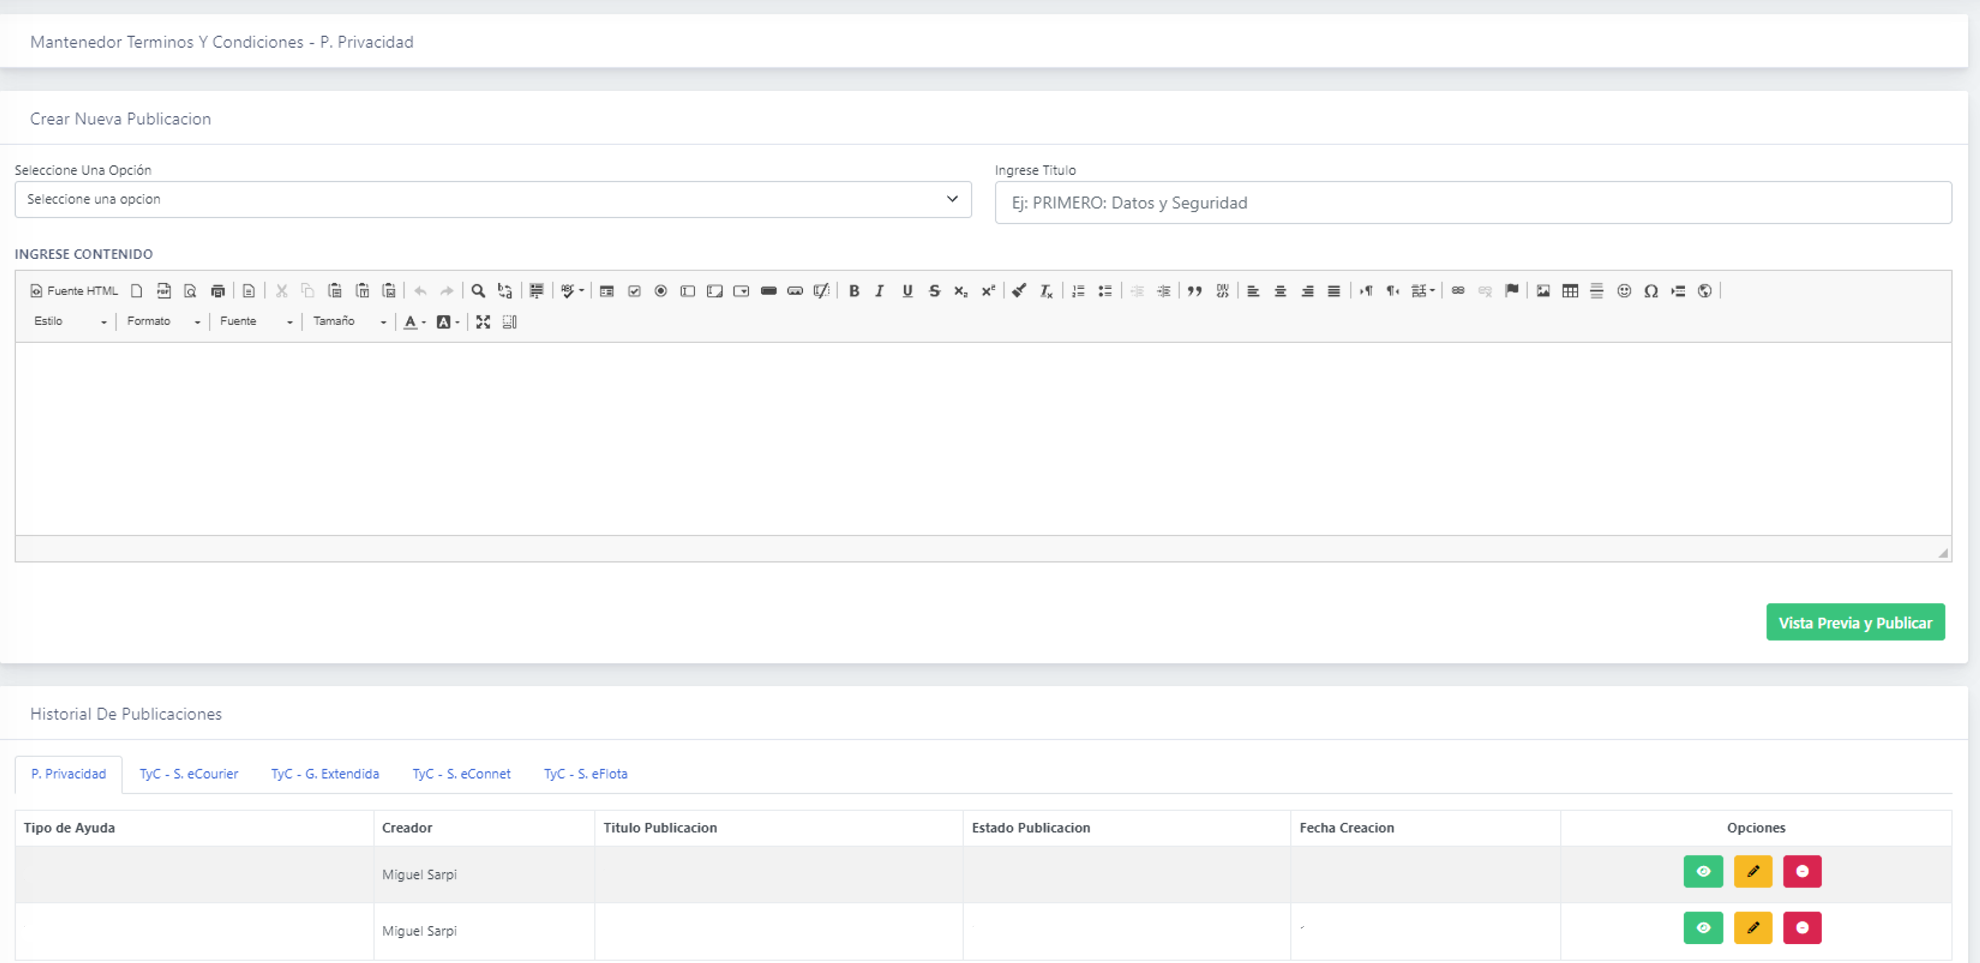 Mantenedor Terminos Y Condiciones - P. Privacidad
Crear Nueva Publicacion
Seleccione Una Opción
Ingrese Titulo
Seleccione una opcion
Ej: PRIMERO: Datos y Seguridad
INGRESE CONTENIDO
Fuente HTML
Estilo Formato Fuente Tamaño
Vista Previa y Publicar
Historial De Publicaciones
P. Privacidad TyC - S. eCourier TyC - G. Extendida TyC - S. eConnet TyC - S. eFlota
Tipo de Ayuda Creador Titulo Publicacion Estado Publicacion Fecha Creacion Opciones
Miguel Sarpi
Miguel Sarpi